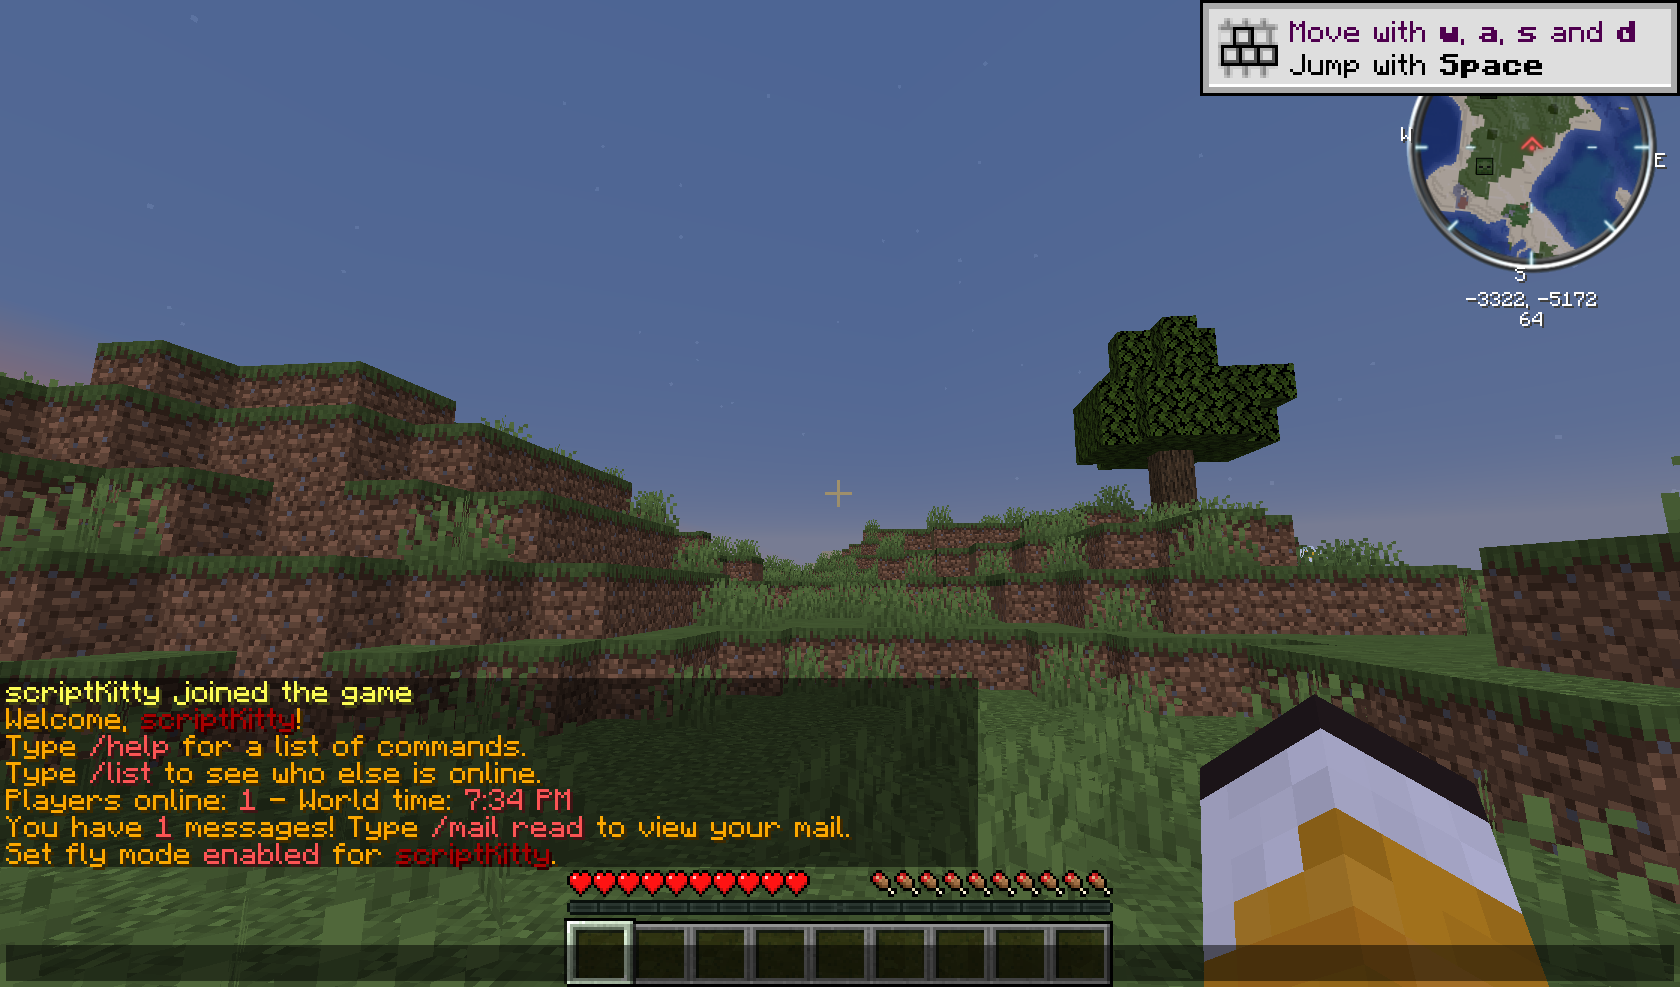 Move with w, a, s and d
Jump with Space
W
E
S
-3322, -5172
64
scriptKitty joined the game
Welcome, scriptKitty!
Type /help for a list of commands.
Type /list to see who else is online.
Players online: 1 - World time: 7:34 PM
You have 1 messages! Type /mail read to view your mail.
Set fly mode enabled for scriptKitty.